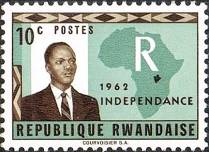 10c POSTES
R
1962
INDEPENDANCE
REPUBLIQUE RWANDAISE
COURVOISIER S.A.